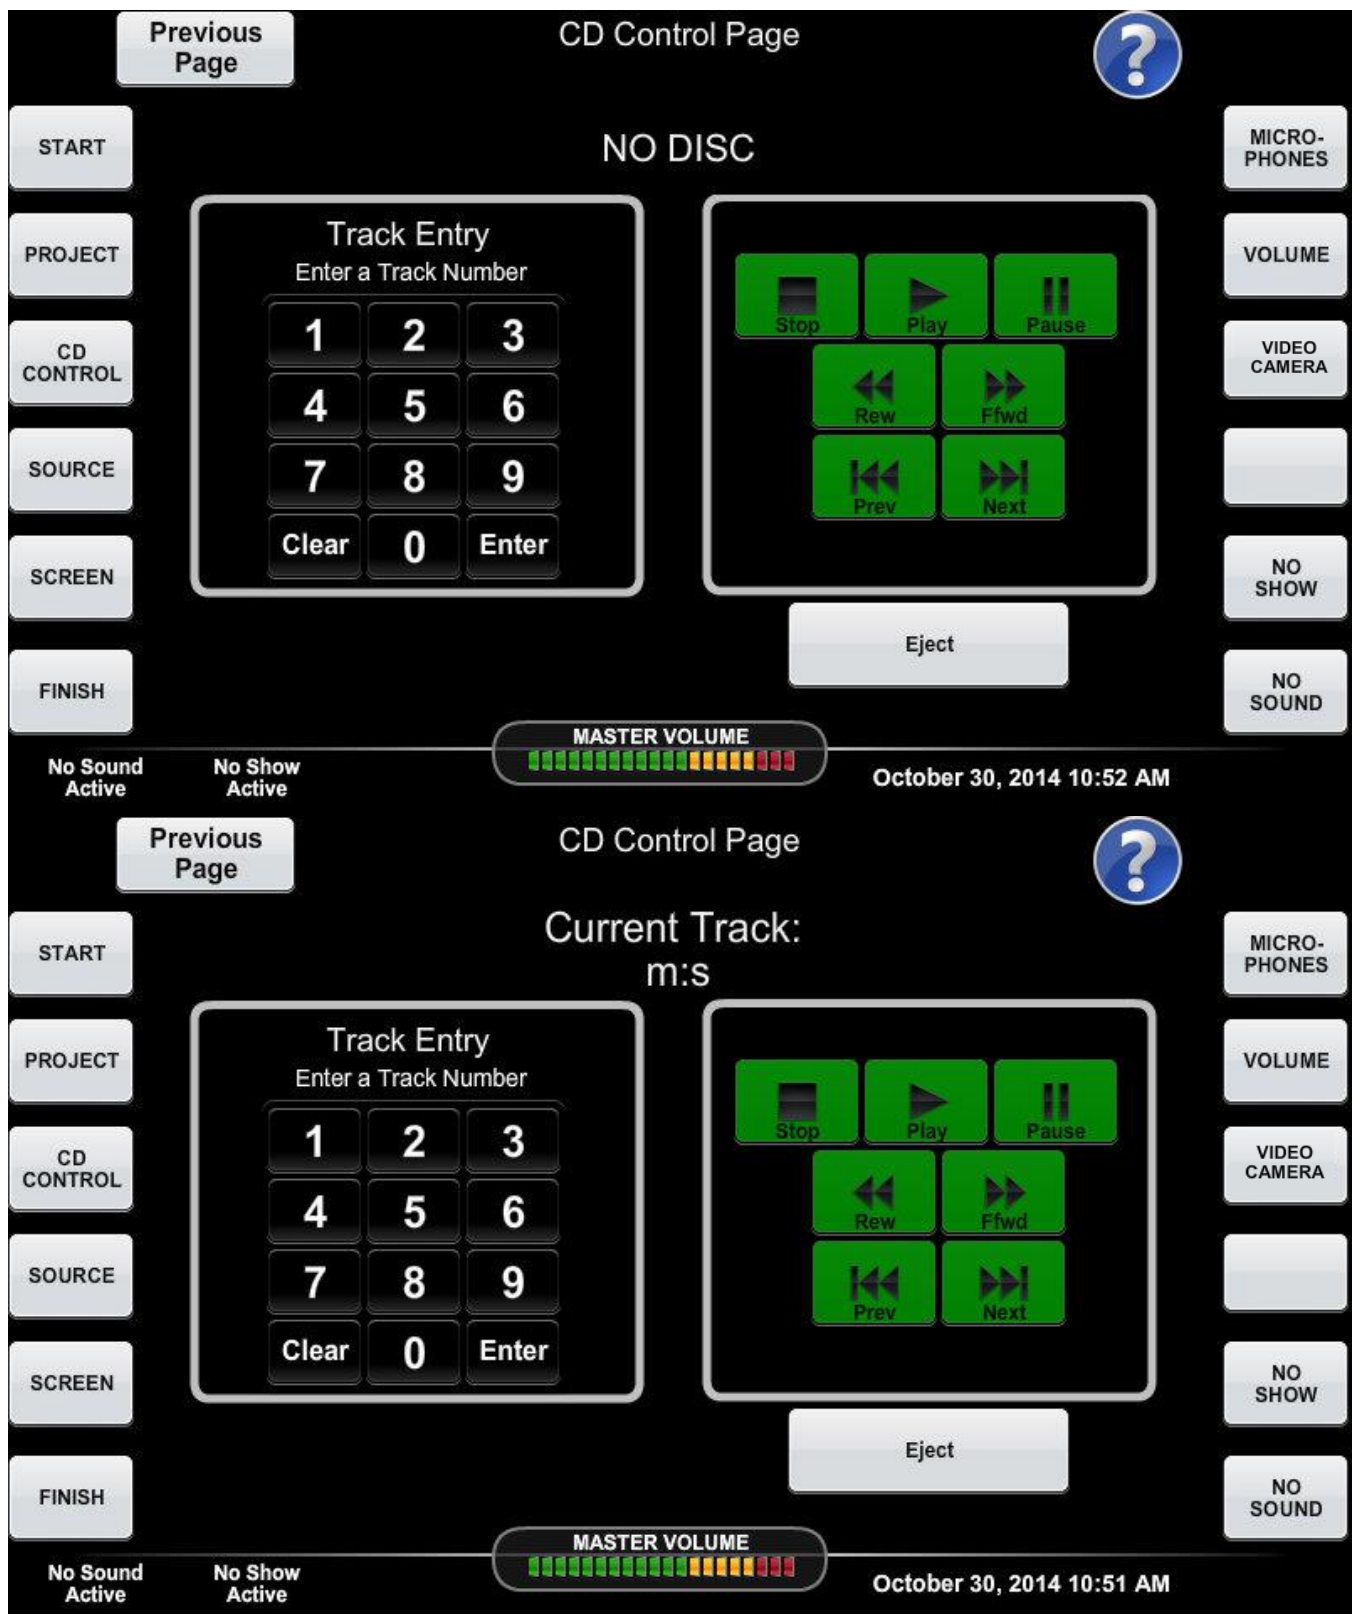 Previous
Page
CD Control Page
?
START
NO DISC
MICRO-
PHONES
PROJECT
Track Entry
Enter a Track Number
VOLUME
1 2 3
Stop Play Pause
CD
CONTROL
4 5 6
Rew Ffwd
VIDEO
CAMERA
SOURCE
7 8 9
Prev Next
Clear 0 Enter
SCREEN
NO
SHOW
Eject
FINISH
NO
SOUND
MASTER VOLUME
No Sound
Active
No Show
Active
October 30, 2014 10:52 AM
Previous
Page
CD Control Page
?
START
Current Track:
m:s
MICRO-
PHONES
PROJECT
Track Entry
Enter a Track Number
VOLUME
1 2 3
Stop Play Pause
CD
CONTROL
4 5 6
Rew Ffwd
VIDEO
CAMERA
SOURCE
7 8 9
Prev Next
Clear 0 Enter
SCREEN
NO
SHOW
Eject
FINISH
NO
SOUND
MASTER VOLUME
No Sound
Active
No Show
Active
October 30, 2014 10:51 AM